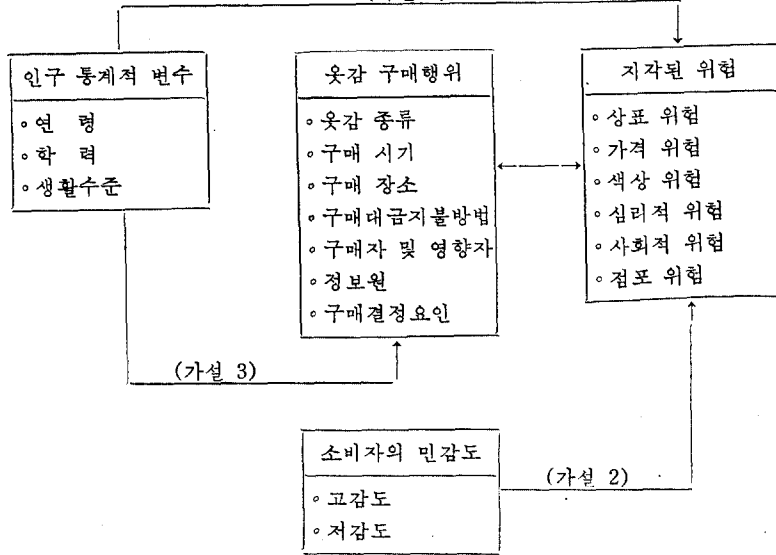 인구 통계적 변수
◦연 령
◦학 력
◦생활수준
옷감 구매행위
◦옷감 종류
◦구매 시기
◦구매 장소
◦구매대금지불방법
◦구매자 및 영향자
◦정보원
◦구매결정요인
지각된 위험
◦상표 위험
◦가격 위험
◦색상 위험
◦심리적 위험
◦사회적 위험
◦점포 위험
(가설 3)
소비자의 민감도
◦고감도
◦저감도
(가설 2)